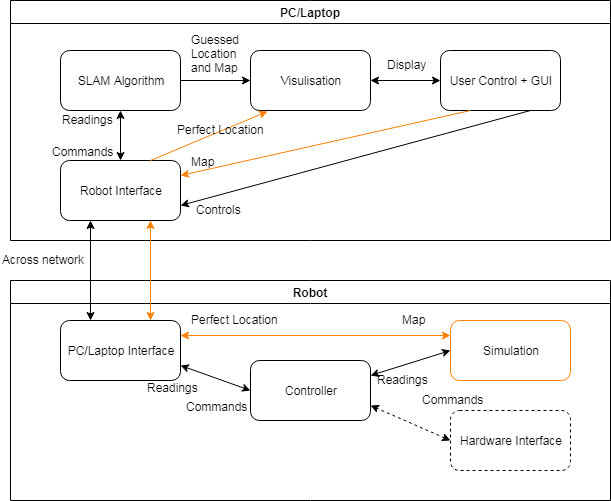 PC/Laptop
Guessed
Location
and Map
SLAM Algorithm
Visulisation
Display
User Control + GUI
Readings
Perfect Location
Commands
Map
Robot Interface
Controls
Across network
Robot
Perfect Location
Map
PC/Laptop Interface
Simulation
Readings
Readings
Controller
Commands
Commands
Hardware Interface